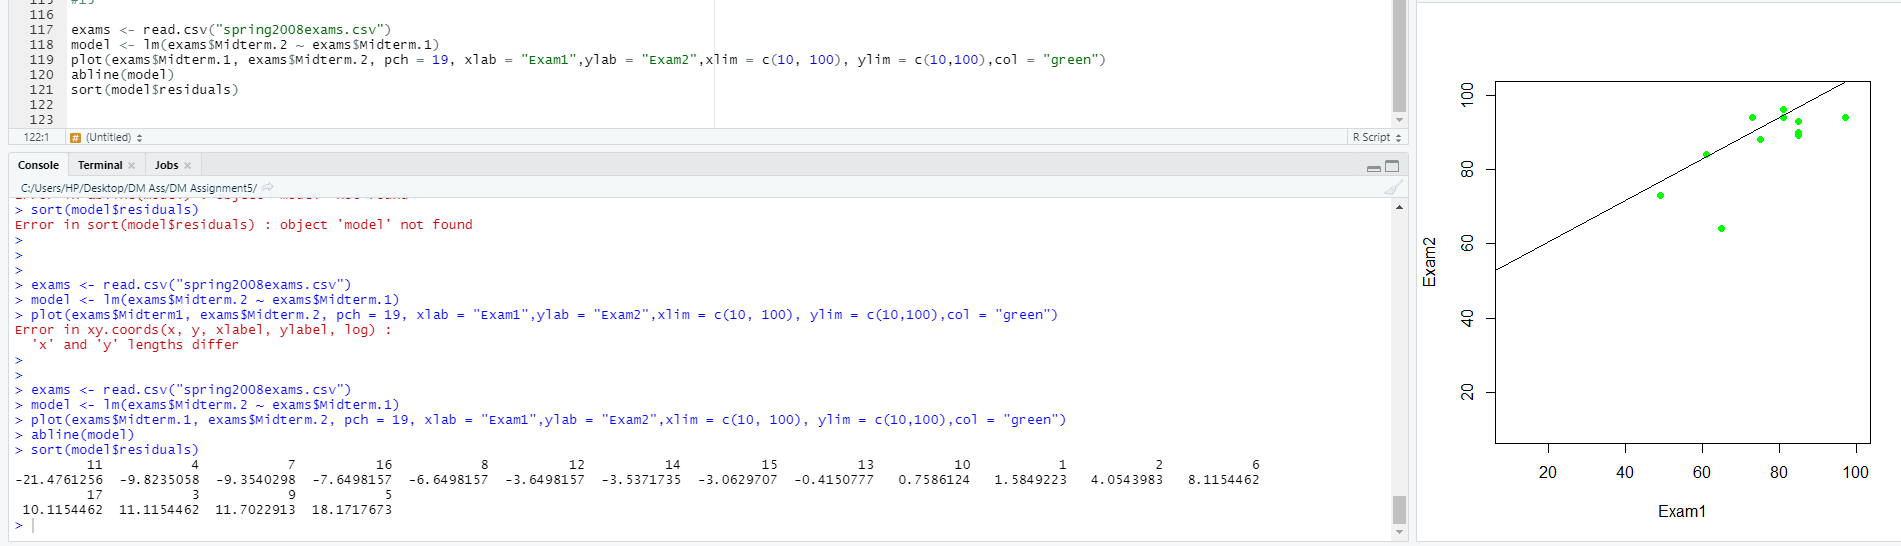 116
117 exams <- read.csv("spring2008exams.csv")
118 model <- lm(exams$Midterm.2 ~ exams$Midterm.1)
119 plot(exams$Midterm.1, exams$Midterm.2, pch = 19, xlab = "Exam1",ylab = "Exam2",xlim = c(10, 100), ylim = c(10,100),col = "green")
120 abline(model)
121 sort(model$residuals)
122
123
122:1 # (Untitled) R Script
Console Terminal Jobs
C:/Users/HP/Desktop/DM Ass/DM Assignment5/
> sort(model$residuals)
Error in sort(model$residuals) : object 'model' not found
>
>
>
> exams <- read.csv("spring2008exams.csv")
> model <- lm(exams$Midterm.2 ~ exams$Midterm.1)
> plot(exams$Midterm1, exams$Midterm.2, pch = 19, xlab = "Exam1",ylab = "Exam2",xlim = c(10, 100), ylim = c(10,100),col = "green")
Error in xy.coords(x, y, xlabel, ylabel, log) :
'x' and 'y' lengths differ
>
>
> exams <- read.csv("spring2008exams.csv")
> model <- lm(exams$Midterm.2 ~ exams$Midterm.1)
> plot(exams$Midterm.1, exams$Midterm.2, pch = 19, xlab = "Exam1",ylab = "Exam2",xlim = c(10, 100), ylim = c(10,100),col = "green")
> abline(model)
> sort(model$residuals)
11 4 7 16 8 12 14 15 13 10 1 2 6
-21.4761256 -9.8235058 -9.3540298 -7.6498157 -6.6498157 -3.6498157 -3.5371735 -3.0629707 -0.4150777 0.7586124 1.5849223 4.0543983 8.1154462
17 3 9 5
10.1154462 11.1154462 11.7022913 18.1717673
>
100
80
60
40
20
Exam2
20 40 60 80 100
Exam1